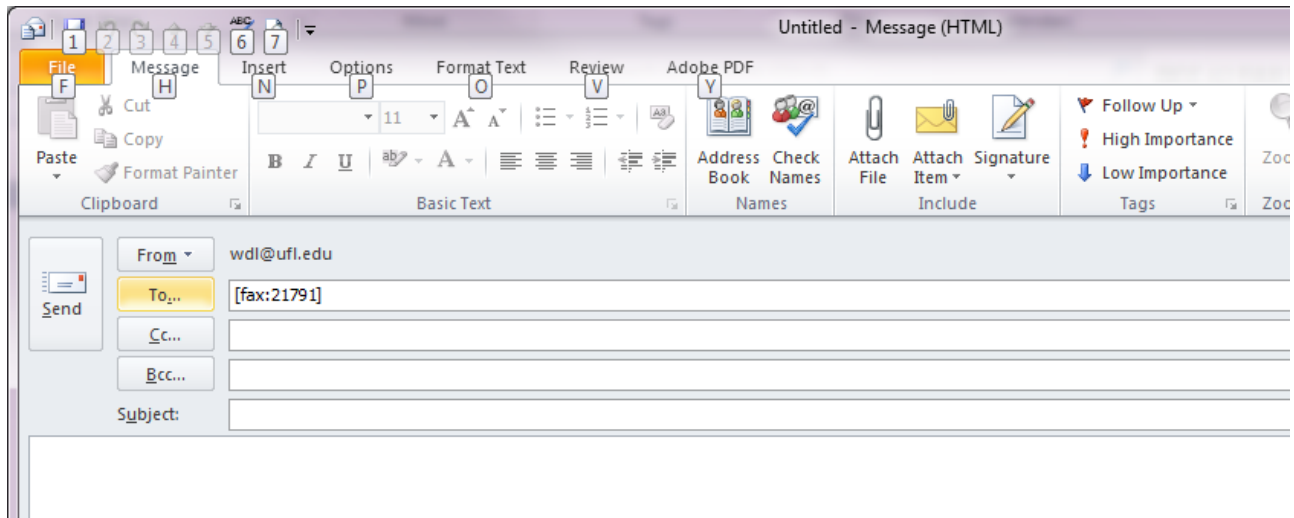 Untitled - Message (HTML)
1 2 3 4 5 ABC 6 7
File Message Insert Options Format Text Review Adobe PDF
F H N P O V Y
Cut
Copy
Format Painter
Paste
11
A A
B I U ab A
Address Book
Check Names
Attach File
Attach Item
Signature
Follow Up
High Importance
Low Importance
Zoo
Clipboard Basic Text Names Include Tags Zoo
Send
From wdl@ufl.edu
To... [fax:21791]
Cc...
Bcc...
Subject: